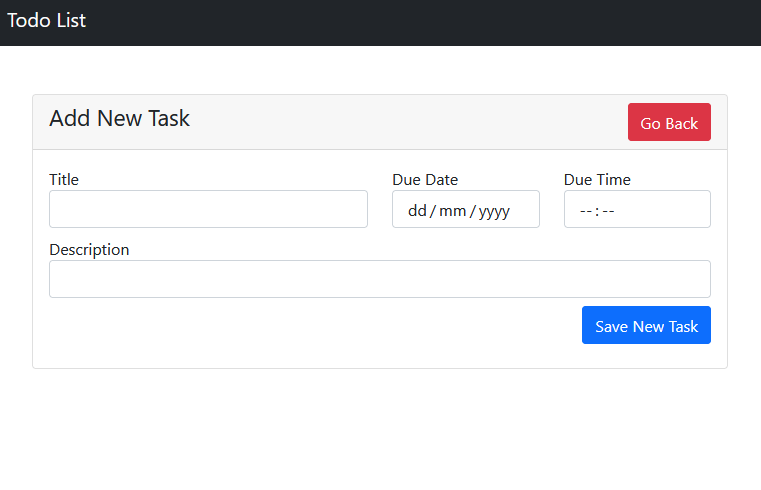 Todo List
Add New Task
Go Back
Title
Due Date
Due Time
dd/mm/yyyy
--:--
Description
Save New Task